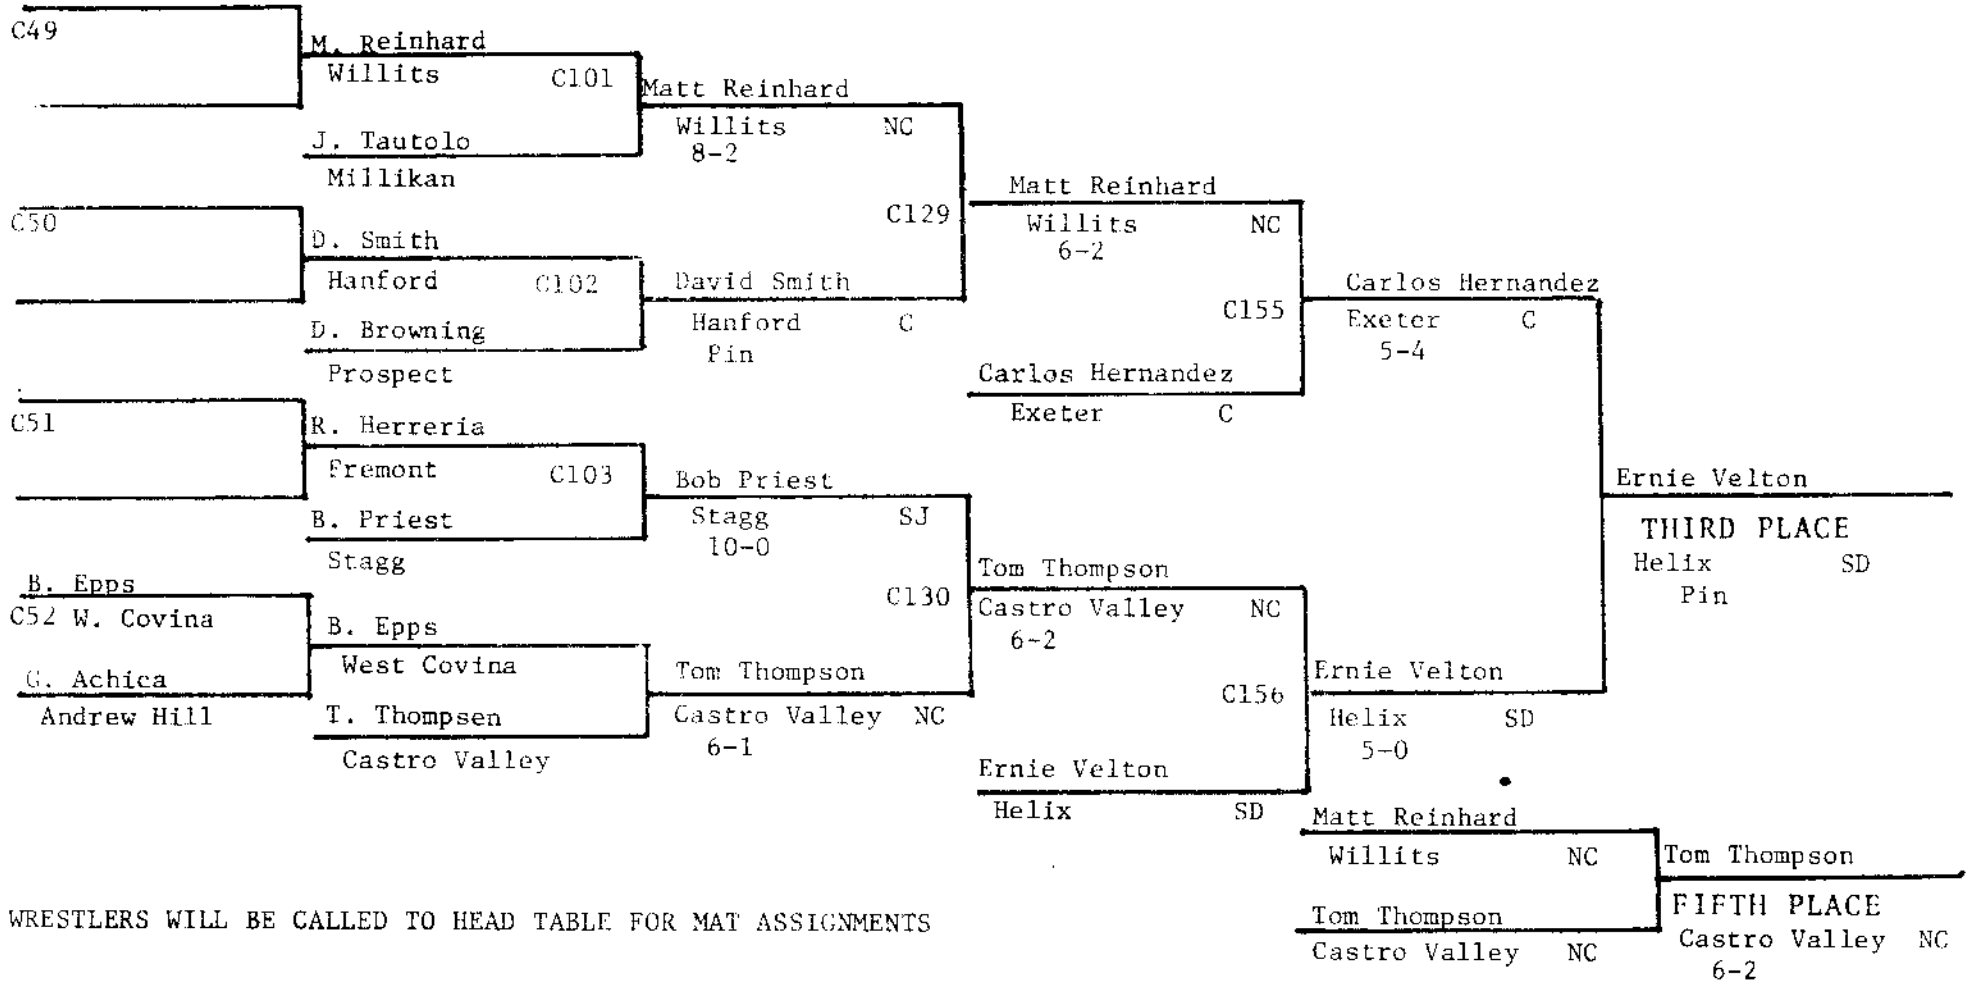 C49
M. Reinhard
Willits C101
Matt Reinhard
Willits NC
8-2
J. Tautolo
Millikan
Matt Reinhard
C129
Willits NC
6-2
C50
D. Smith
Hanford C102
David Smith
Hanford C
Pin
D. Browning
Prospect
Carlos Hernandez
C155
Exeter C
5-4
Carlos Hernandez
Exeter C
C51
R. Herreria
Fremont C103
Bob Priest
Stagg SJ
10-0
B. Priest
Stagg
Ernie Velton
THIRD PLACE
Helix SD
Pin
B. Epps
C52 W. Covina
Tom Thompson
C130
Castro Valley NC
6-2
B. Epps
West Covina
G. Achica
Andrew Hill
Tom Thompson
Castro Valley NC
6-1
T. Thompsen
Castro Valley
Ernie Velton
C156
Helix SD
5-0
Ernie Velton
Helix SD
Matt Reinhard
Willits NC
Tom Thompson
FIFTH PLACE
Castro Valley NC
6-2
Tom Thompson
Castro Valley NC
WRESTLERS WILL BE CALLED TO HEAD TABLE FOR MAT ASSIGNMENTS